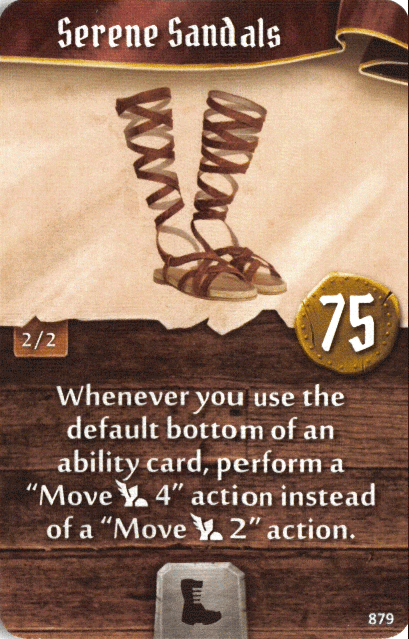 Serene Sandals
75
2/2
Whenever you use the
default bottom of an
ability card, perform a
“Move 4” action instead
of a “Move 2” action.
879